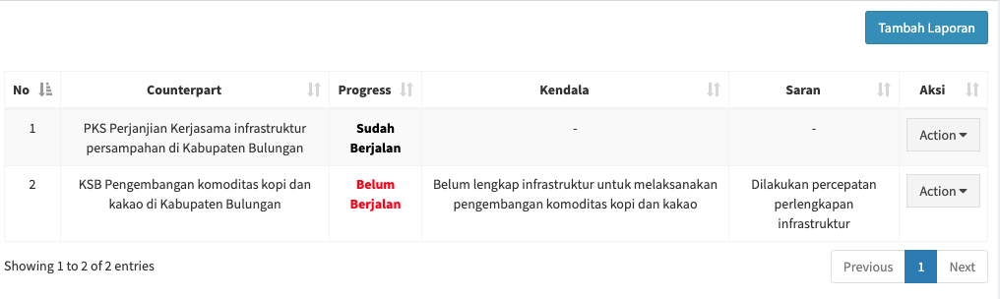 Tambah Laporan
No Counterpart Progress Kendala Saran Aksi
1 PKS Perjanjian Kerjasama infrastruktur persampahan di Kabupaten Bulungan Sudah Berjalan - - Action
2 KSB Pengembangan komoditas kopi dan kakao di Kabupaten Bulungan Belum Berjalan Belum lengkap infrastruktur untuk melaksanakan pengembangan komoditas kopi dan kakao Dilakukan percepatan perlengkapan infrastruktur Action
Showing 1 to 2 of 2 entries
Previous 1 Next